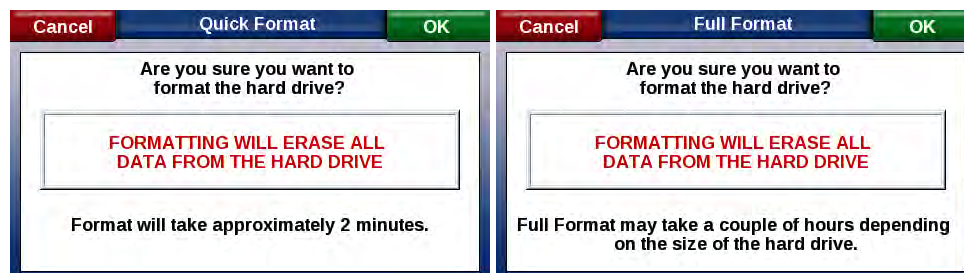 Cancel Quick Format OK
Are you sure you want to
format the hard drive?
FORMATTING WILL ERASE ALL
DATA FROM THE HARD DRIVE
Format will take approximately 2 minutes.
Cancel Full Format OK
Are you sure you want to
format the hard drive?
FORMATTING WILL ERASE ALL
DATA FROM THE HARD DRIVE
Full Format may take a couple of hours depending
on the size of the hard drive.